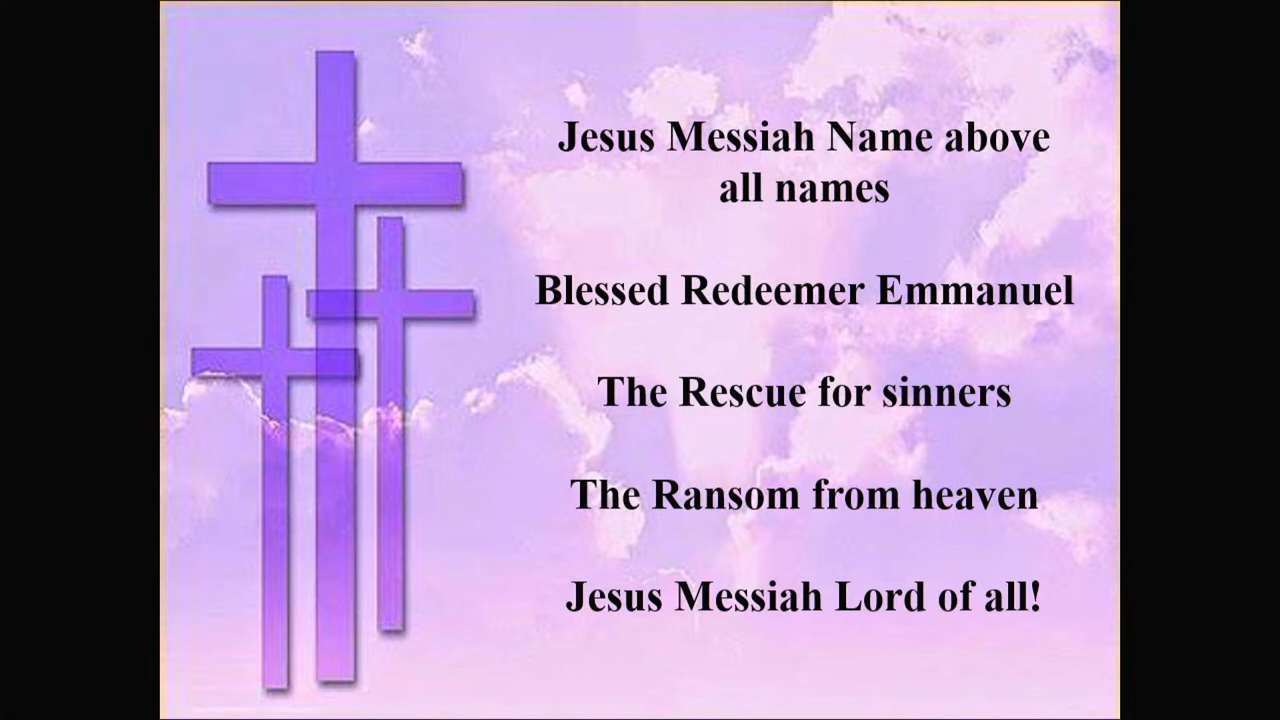 Jesus Messiah Name above
all names
Blessed Redeemer Emmanuel
The Rescue for sinners
The Ransom from heaven
Jesus Messiah Lord of all!